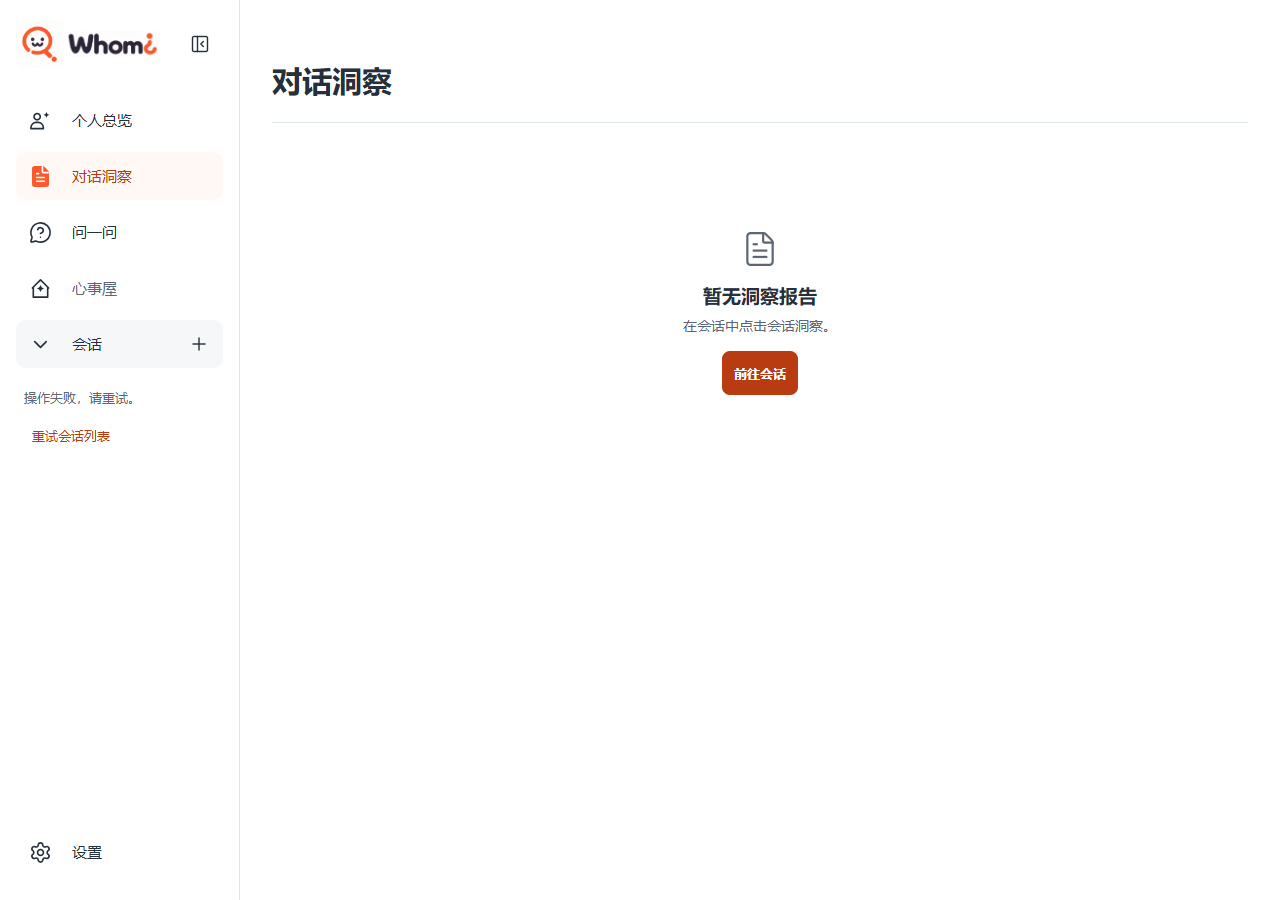 Whomi
个人总览
对话洞察
问一问
心事屋
会话
操作失败，请重试。
重试会话列表
设置
对话洞察
暂无洞察报告
在会话中点击会话洞察。
前往会话